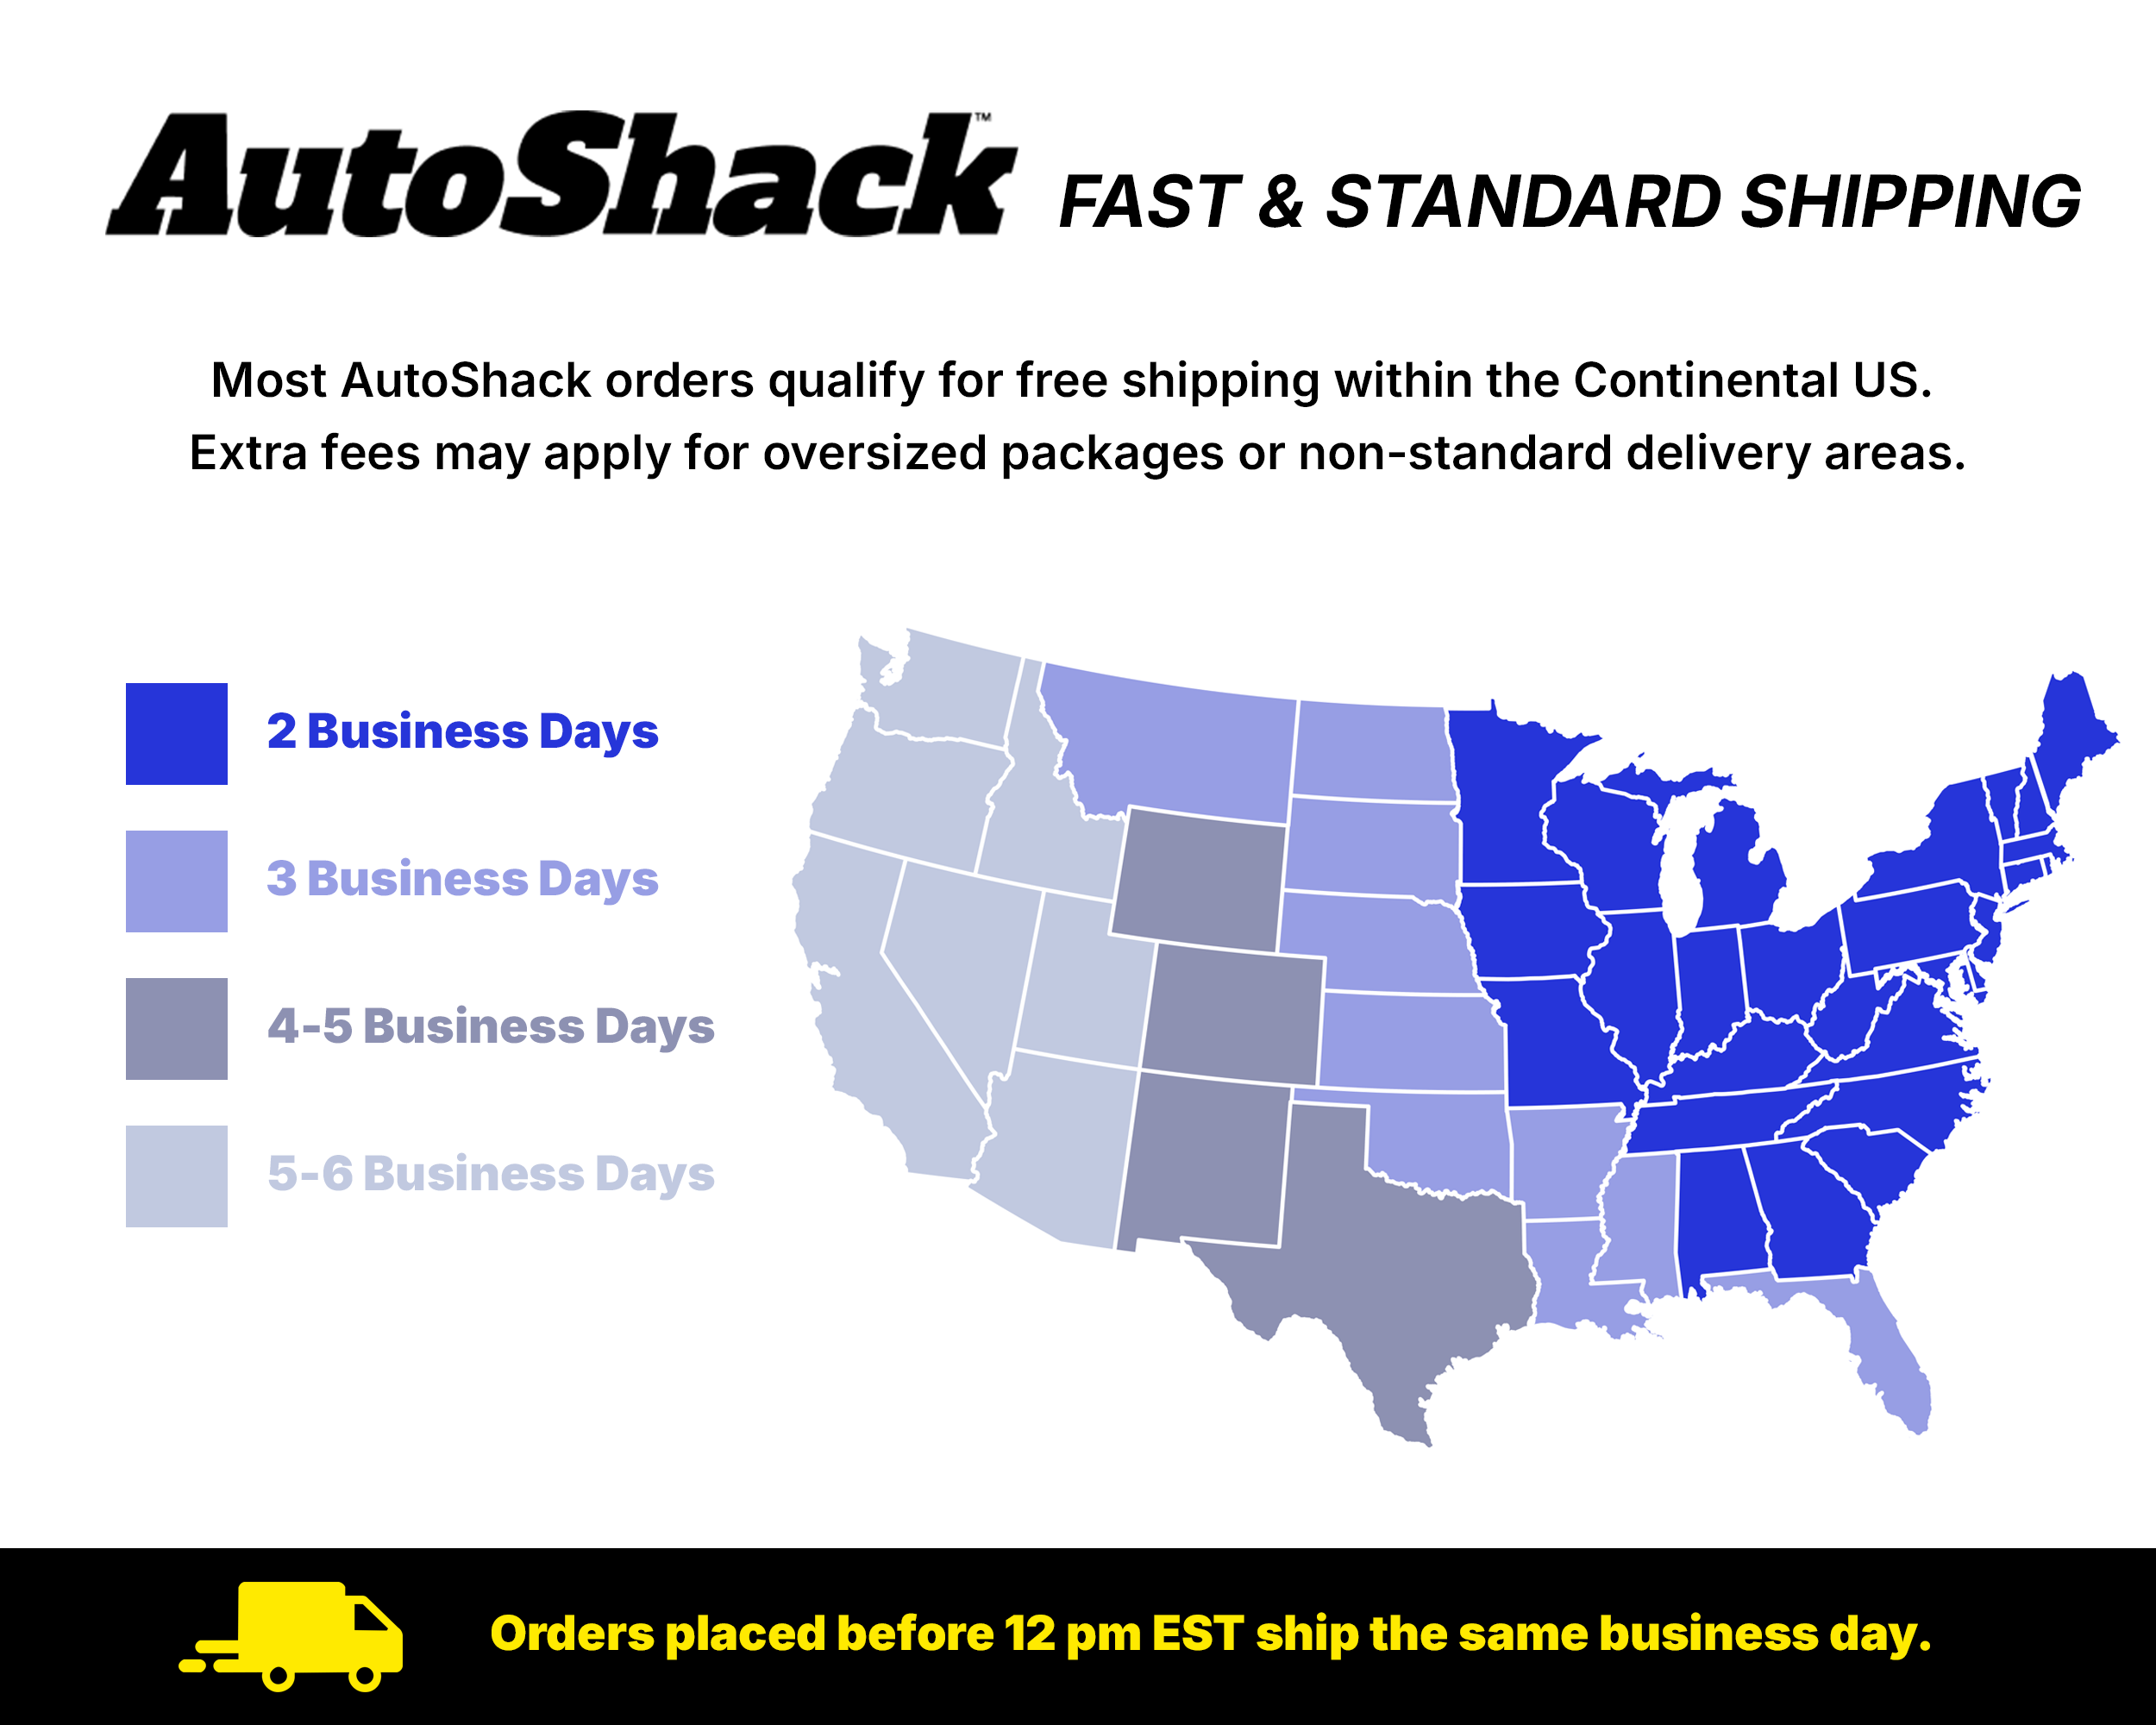 AutoShack™ FAST & STANDARD SHIPPING
Most AutoShack orders qualify for free shipping within the Continental US.
Extra fees may apply for oversized packages or non-standard delivery areas.
2 Business Days
3 Business Days
4-5 Business Days
5-6 Business Days
Orders placed before 12 pm EST ship the same business day.